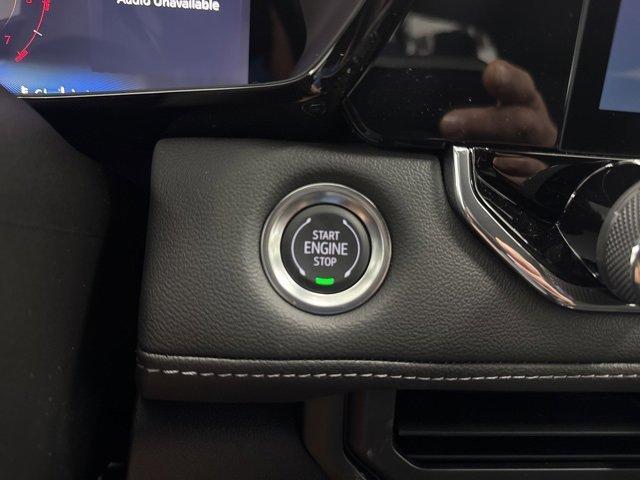 Audio Unavailable
7
START
ENGINE
STOP